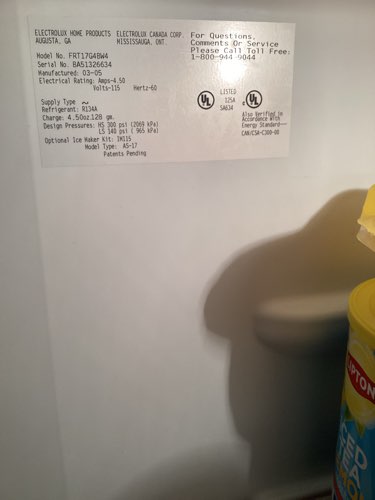 ELECTROLUX HOME PRODUCTS ELECTROLUX CANADA CORP.
AUGUSTA, GA MISSISSAUGA, ONT.
For Questions,
Comments Or Service
Please Call Toll Free:
1-800-944-9044
Model No. FRT17G4BW4
Serial No. BA51326634
Manufactured: 03-05
Electrical Rating: Amps-4.50
Volts-115 Hertz-60
Supply Type ~
Refrigerant: R134A
Charge: 4.50oz.128 gm.
Design Pressures: HS 300 psi (2069 kPa)
LS 140 psi ( 965 kPa)
Optional Ice Maker Kit: IM115
Model Type: A5-17
Patents Pending
UL
LISTED
125A
5A614
c UL
Also Verified in
Accordance With
Energy Standard
CAN/CSA-C300-00
LIPTON
ICED
TEA